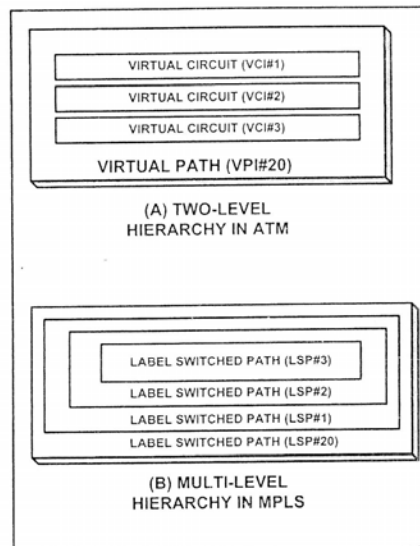 VIRTUAL CIRCUIT (VCI#1)
VIRTUAL CIRCUIT (VCI#2)
VIRTUAL CIRCUIT (VCI#3)
VIRTUAL PATH (VPI#20)
(A) TWO-LEVEL
HIERARCHY IN ATM
LABEL SWITCHED PATH (LSP#3)
LABEL SWITCHED PATH (LSP#2)
LABEL SWITCHED PATH (LSP#1)
LABEL SWITCHED PATH (LSP#20)
(B) MULTI-LEVEL
HIERARCHY IN MPLS